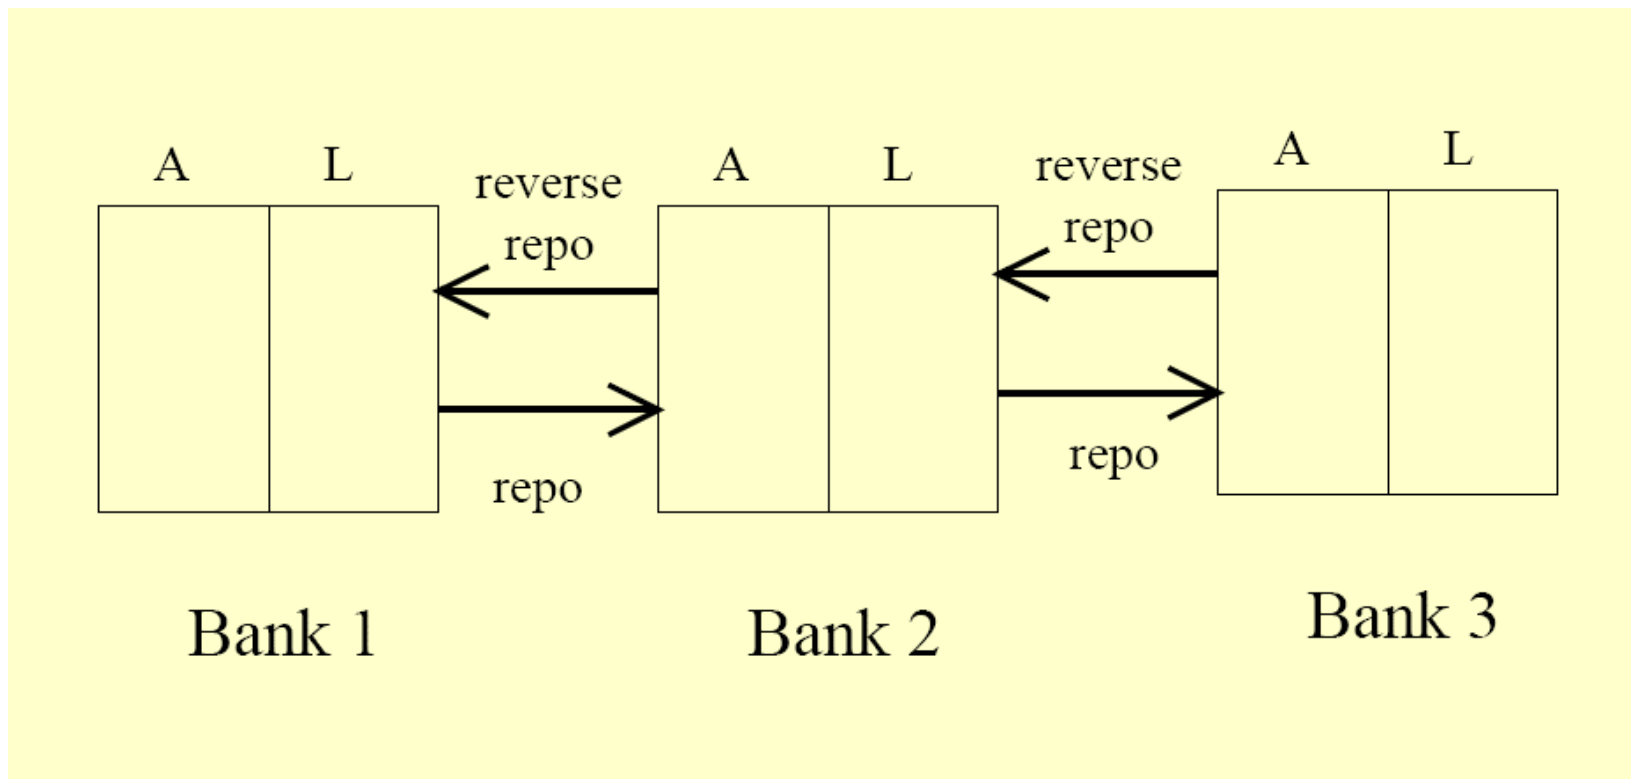 A L
reverse
repo
repo
Bank 1
A L
reverse
repo
repo
Bank 2
A L
Bank 3